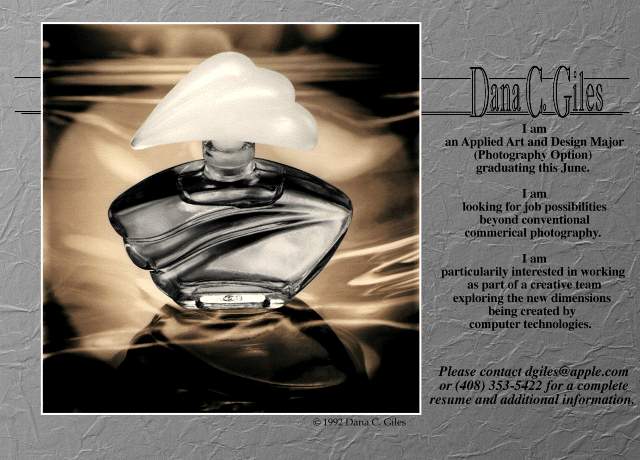 Dana C. Giles
I am
an Applied Art and Design Major
(Photography Option)
graduating this June.
I am
looking for job possibilities
beyond conventional
commerical photography.
I am
particularily interested in working
as part of a creative team
exploring the new dimensions
being created by
computer technologies.
Please contact dgiles@apple.com
or (408) 353-5422 for a complete
resume and additional information.
© 1992 Dana C. Giles